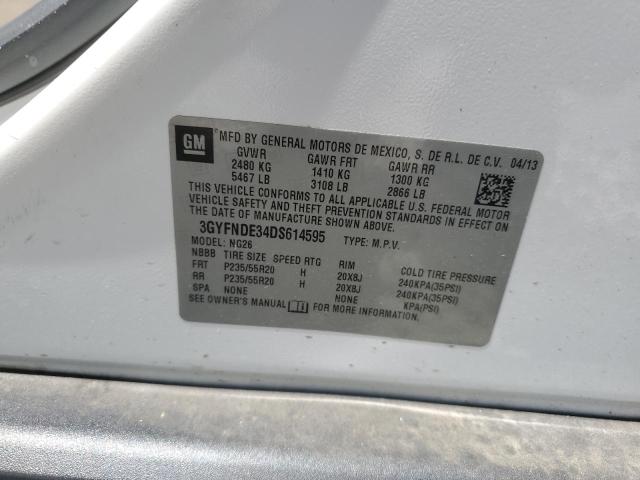 GM MFD BY GENERAL MOTORS DE MEXICO, S. DE R.L. DE C.V. 04/13
GVWR GAWR FRT GAWR RR
2480 KG 1410 KG 1300 KG
5467 LB 3108 LB 2866 LB
THIS VEHICLE CONFORMS TO ALL APPLICABLE U.S. FEDERAL MOTOR
VEHICLE SAFETY, BUMPER, AND THEFT PREVENTION STANDARDS IN EFFECT ON
THE DATE OF MANUFACTURE SHOWN ABOVE.
3GYFNDE34DS614595 TYPE: M.P.V.
MODEL: NG26
NBBB TIRE SIZE SPEED RTG RIM COLD TIRE PRESSURE
FRT P235/55R20 H 20X8J 240KPA(35PSI)
RR P235/55R20 H 20X8J 240KPA(35PSI)
SPA NONE NONE KPA(PSI)
SEE OWNER'S MANUAL FOR MORE INFORMATION.